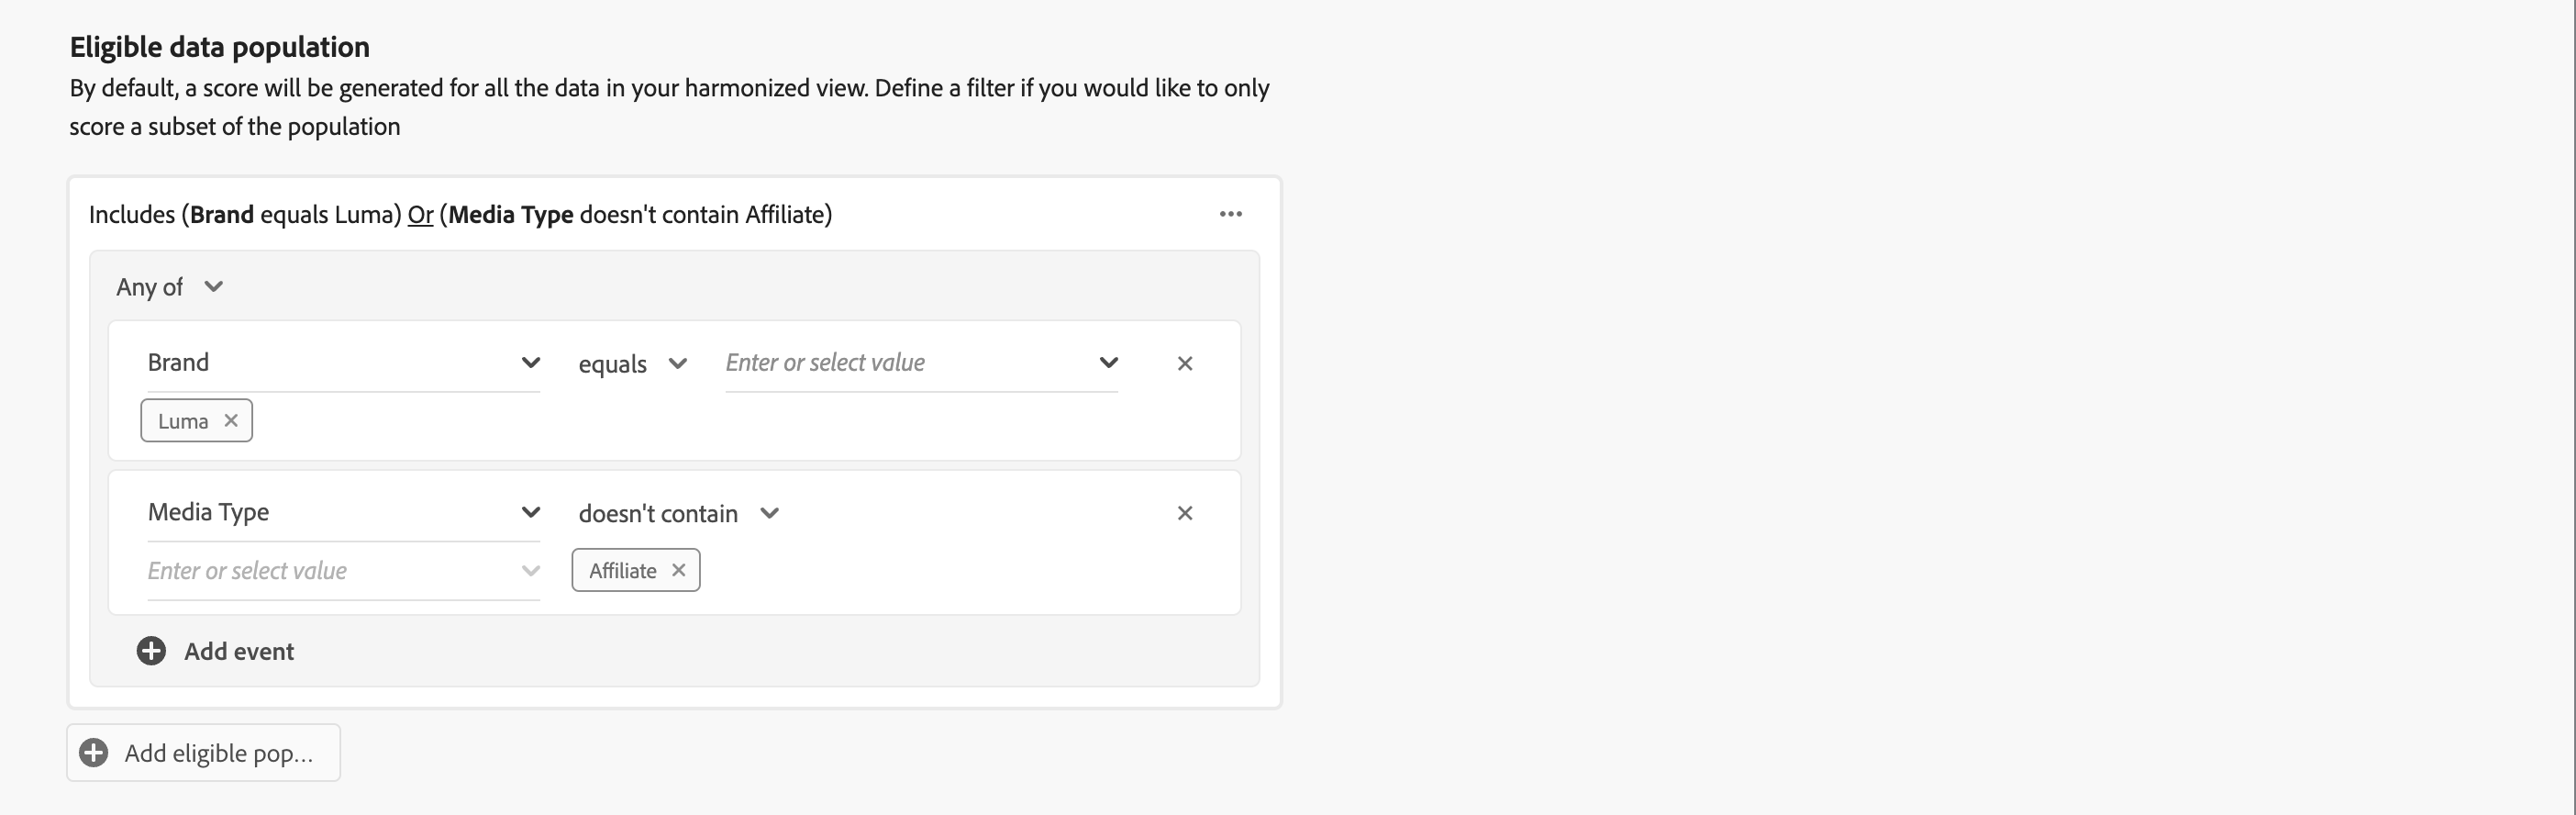 Eligible data population
By default, a score will be generated for all the data in your harmonized view. Define a filter if you would like to only
score a subset of the population
Includes (Brand equals Luma) Or (Media Type doesn't contain Affiliate)
Any of
Brand equals Enter or select value
Luma
Media Type doesn't contain
Enter or select value Affiliate
Add event
Add eligible pop...